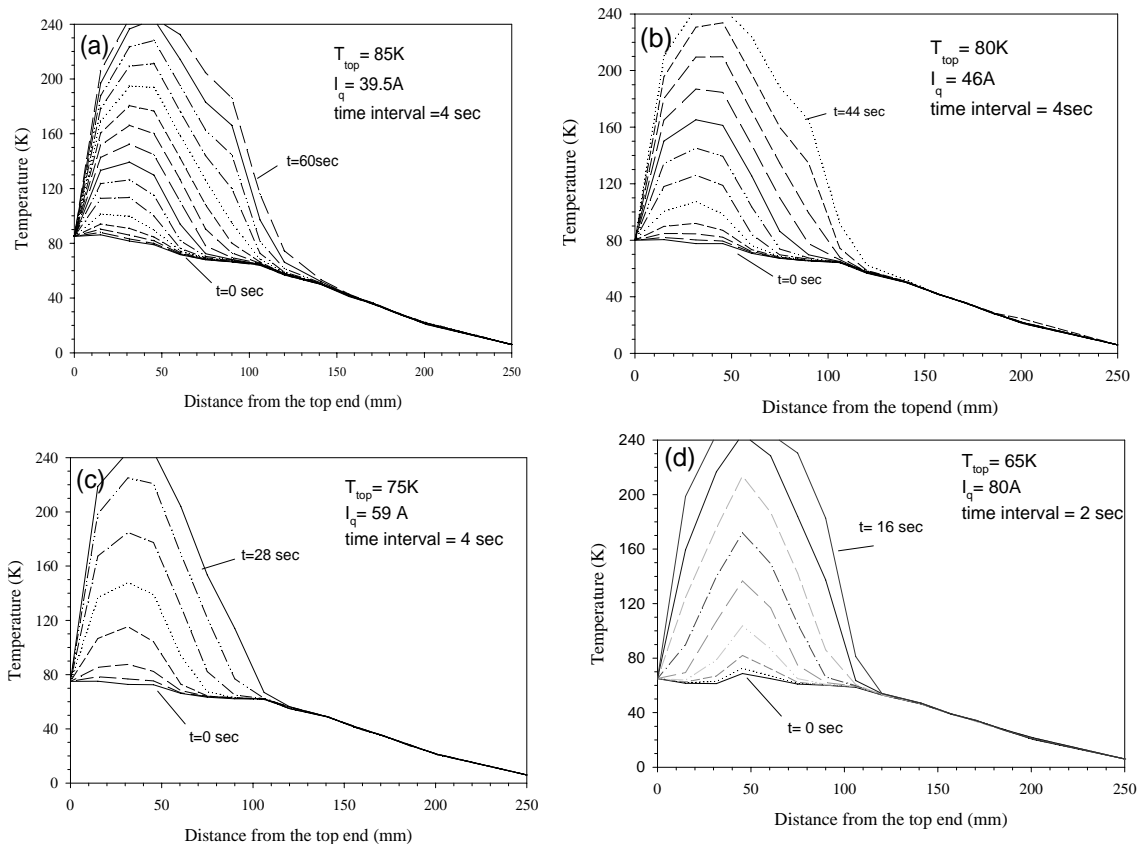 (a)
T_top = 85K
I_q = 39.5A
time interval =4 sec
t=60sec
t=0 sec
Temperature (K)
240
200
160
120
80
40
0
0 50 100 150 200 250
Distance from the top end (mm)
(b)
T_top = 80K
I_q = 46A
time interval = 4sec
t=44 sec
t=0 sec
Temperature (K)
240
200
160
120
80
40
0
0 50 100 150 200 250
Distance from the topend (mm)
(c)
T_top = 75K
I_q = 59 A
time interval = 4 sec
t=28 sec
t=0 sec
Temperature (K)
240
200
160
120
80
40
0
0 50 100 150 200 250
Distance from the top end (mm)
(d)
T_top = 65K
I_q = 80A
time interval = 2 sec
t= 16 sec
t= 0 sec
Temperature (K)
240
200
160
120
80
40
0
0 50 100 150 200 250
Distance from the top end (mm)